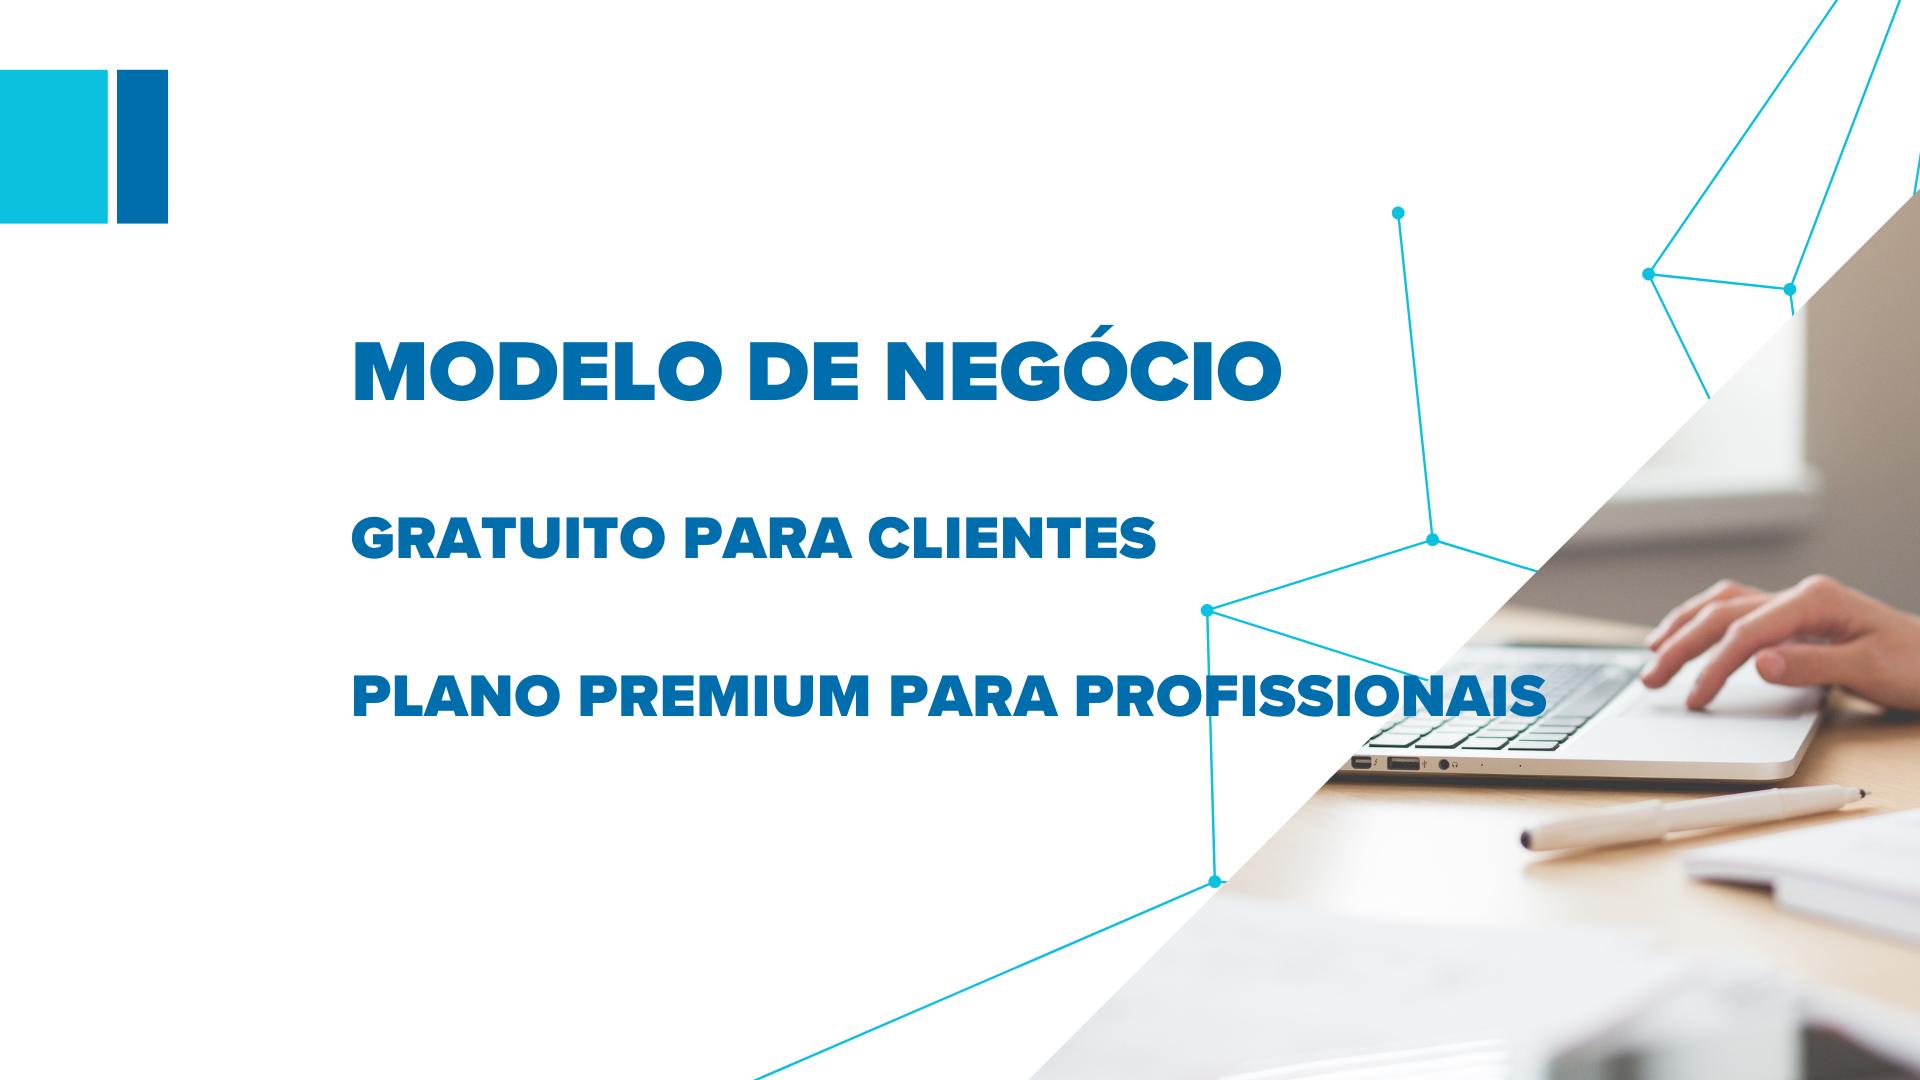 MODELO DE NEGÓCIO
GRATUITO PARA CLIENTES
PLANO PREMIUM PARA PROFISSIONAIS